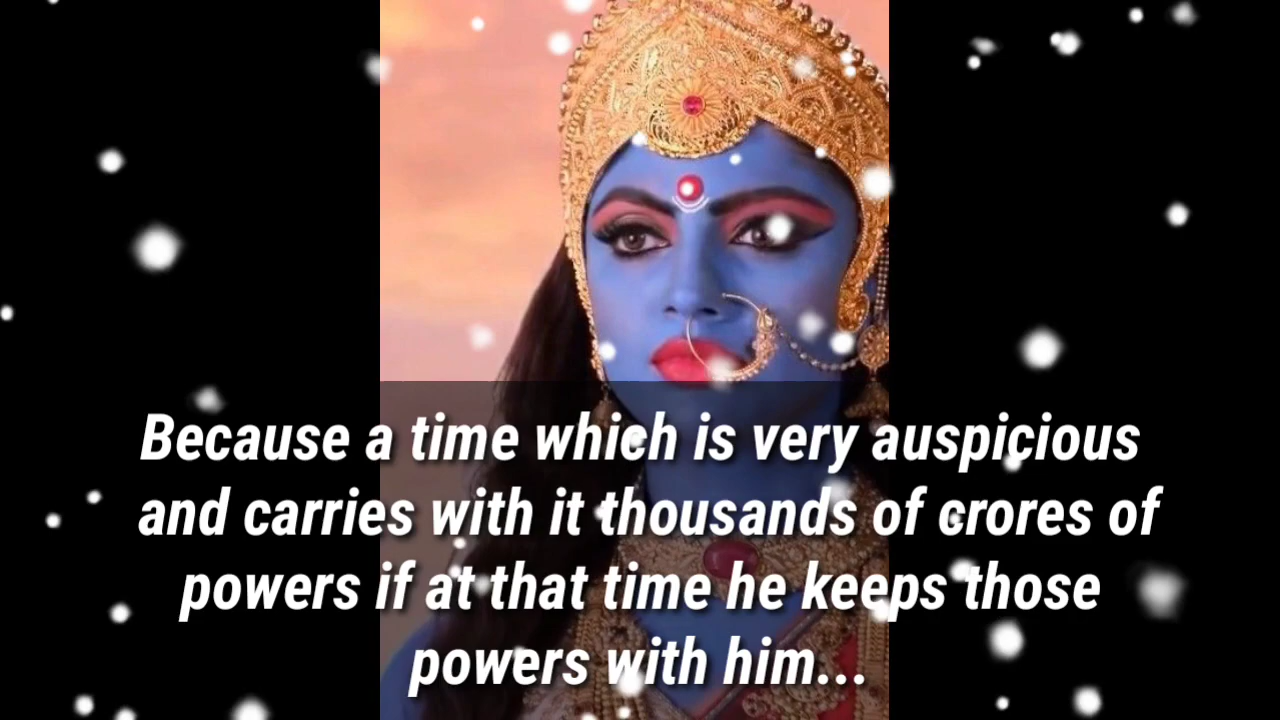 Because a time which is very auspicious
and carries with it thousands of crores of
powers if at that time he keeps those
powers with him...